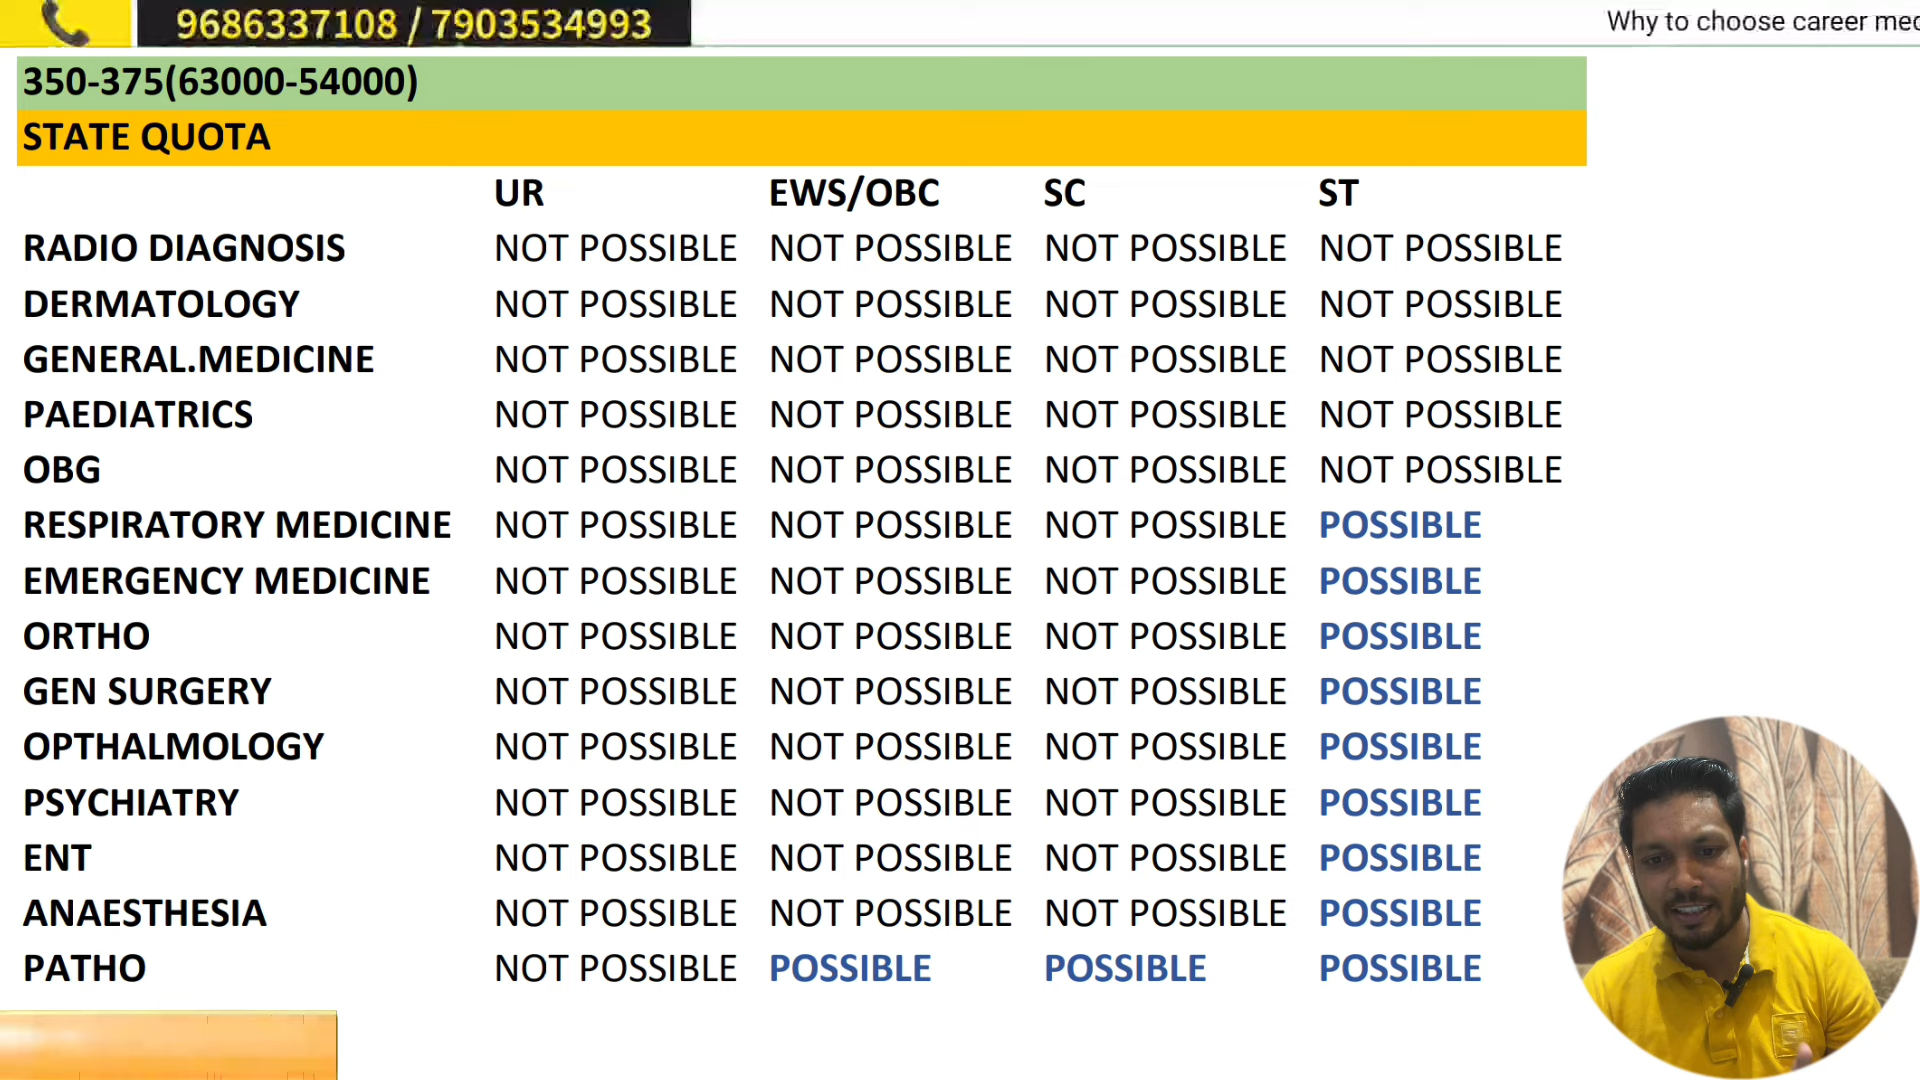 9686337108 / 7903534993
Why to choose career med
350-375(63000-54000)
STATE QUOTA
UR EWS/OBC SC ST
RADIO DIAGNOSIS NOT POSSIBLE NOT POSSIBLE NOT POSSIBLE NOT POSSIBLE
DERMATOLOGY NOT POSSIBLE NOT POSSIBLE NOT POSSIBLE NOT POSSIBLE
GENERAL.MEDICINE NOT POSSIBLE NOT POSSIBLE NOT POSSIBLE NOT POSSIBLE
PAEDIATRICS NOT POSSIBLE NOT POSSIBLE NOT POSSIBLE NOT POSSIBLE
OBG NOT POSSIBLE NOT POSSIBLE NOT POSSIBLE NOT POSSIBLE
RESPIRATORY MEDICINE NOT POSSIBLE NOT POSSIBLE NOT POSSIBLE POSSIBLE
EMERGENCY MEDICINE NOT POSSIBLE NOT POSSIBLE NOT POSSIBLE POSSIBLE
ORTHO NOT POSSIBLE NOT POSSIBLE NOT POSSIBLE POSSIBLE
GEN SURGERY NOT POSSIBLE NOT POSSIBLE NOT POSSIBLE POSSIBLE
OPTHALMOLOGY NOT POSSIBLE NOT POSSIBLE NOT POSSIBLE POSSIBLE
PSYCHIATRY NOT POSSIBLE NOT POSSIBLE NOT POSSIBLE POSSIBLE
ENT NOT POSSIBLE NOT POSSIBLE NOT POSSIBLE POSSIBLE
ANAESTHESIA NOT POSSIBLE NOT POSSIBLE NOT POSSIBLE POSSIBLE
PATHO NOT POSSIBLE POSSIBLE POSSIBLE POSSIBLE